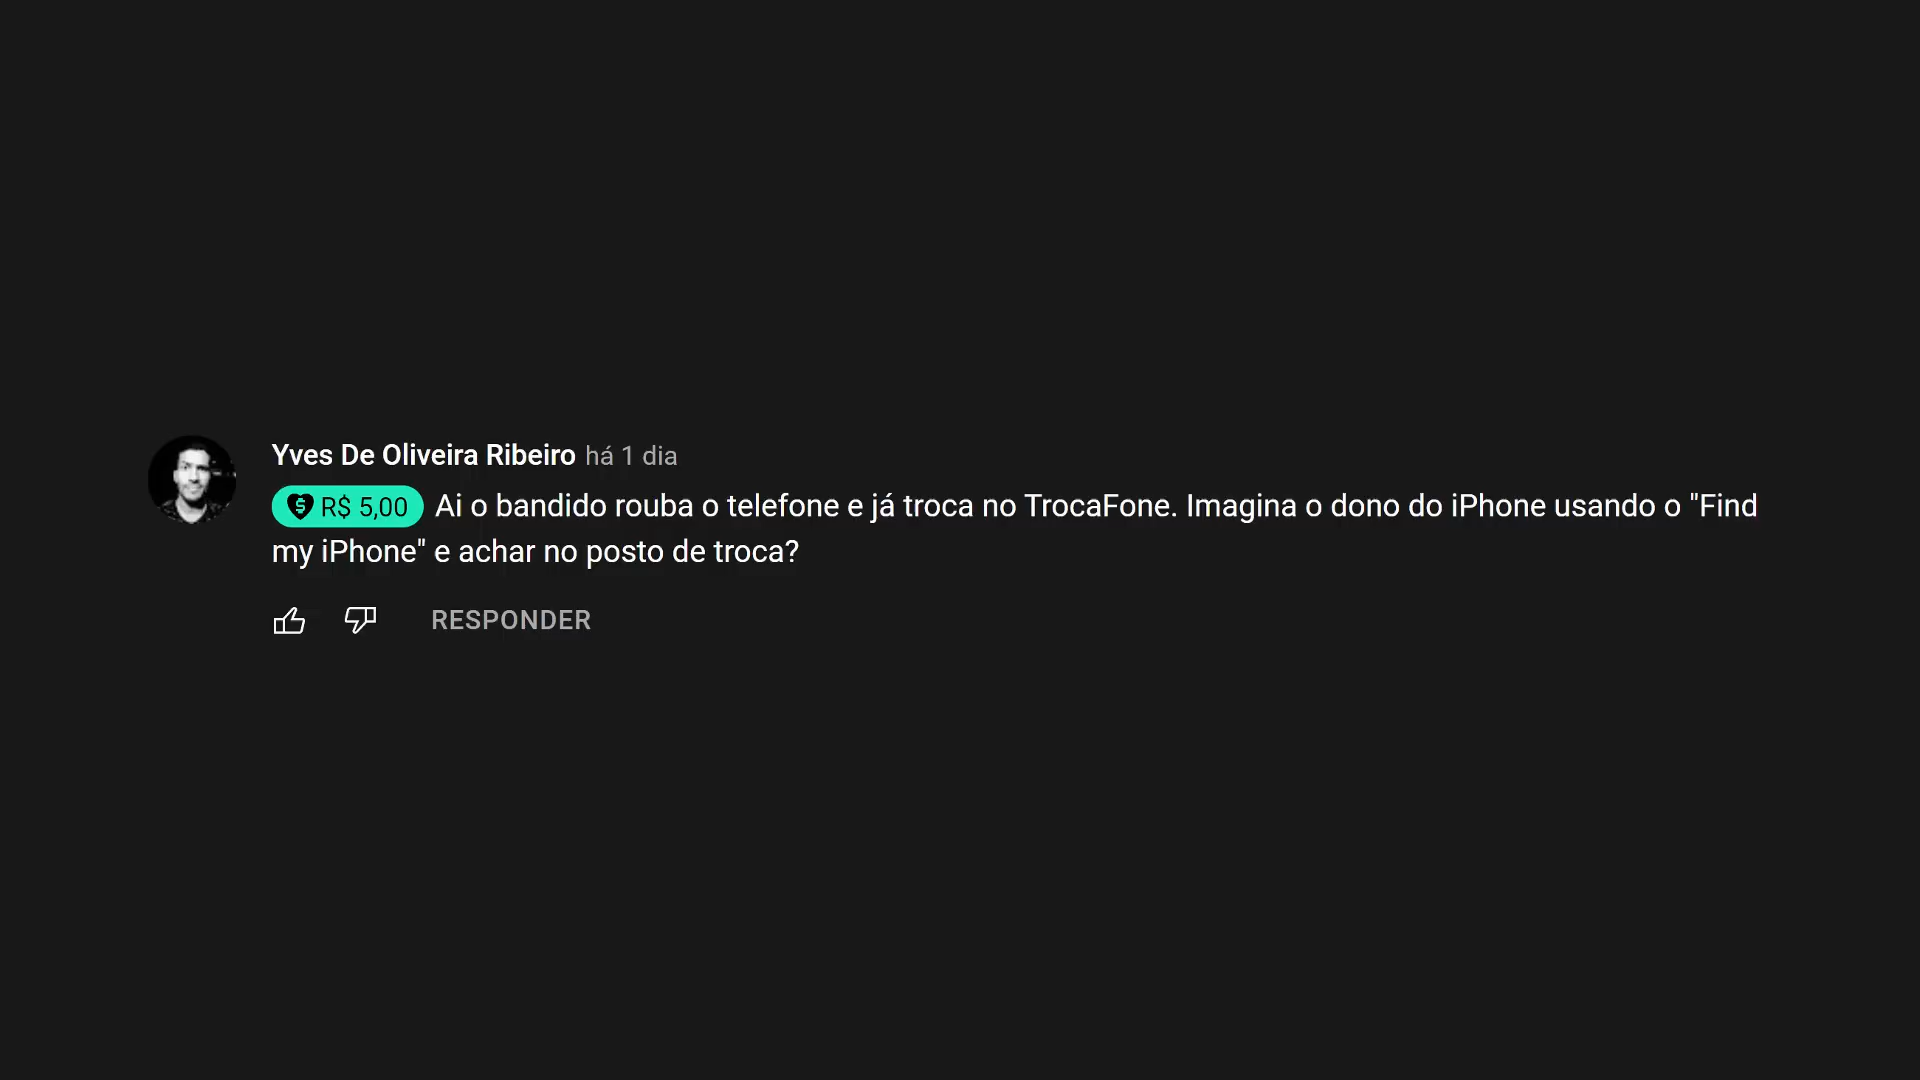 Yves De Oliveira Ribeiro há 1 dia
R$ 5,00 Ai o bandido rouba o telefone e já troca no TrocaFone. Imagina o dono do iPhone usando o "Find
my iPhone" e achar no posto de troca?
RESPONDER